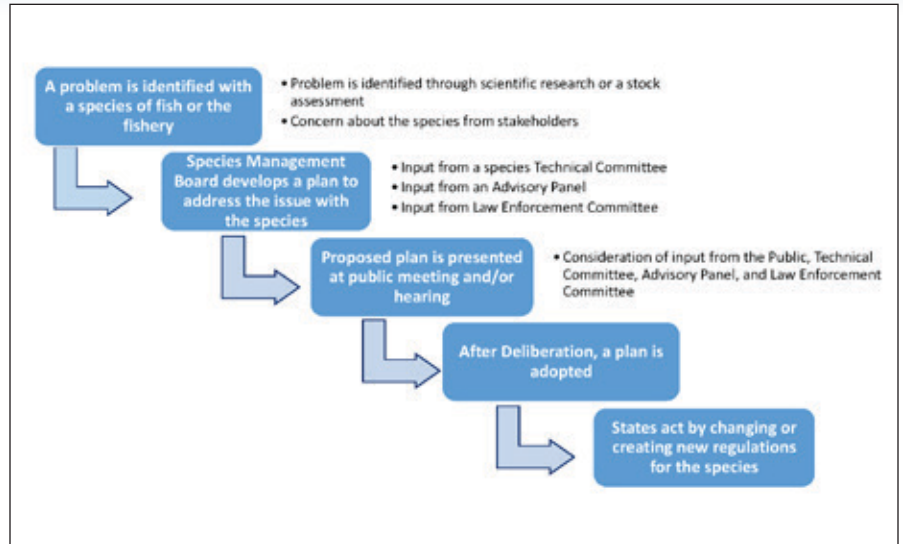 A problem is identified with
a species of fish or the
fishery
• Problem is identified through scientific research or a stock
assessment
• Concern about the species from stakeholders
Species Management
Board develops a plan to
address the issue with
the species
• Input from a species Technical Committee
• Input from an Advisory Panel
• Input from Law Enforcement Committee
Proposed plan is presented
at public meeting and/or
hearing
• Consideration of input from the Public, Technical
Committee, Advisory Panel, and Law Enforcement
Committee
After Deliberation, a plan is
adopted
States act by changing or
creating new regulations
for the species